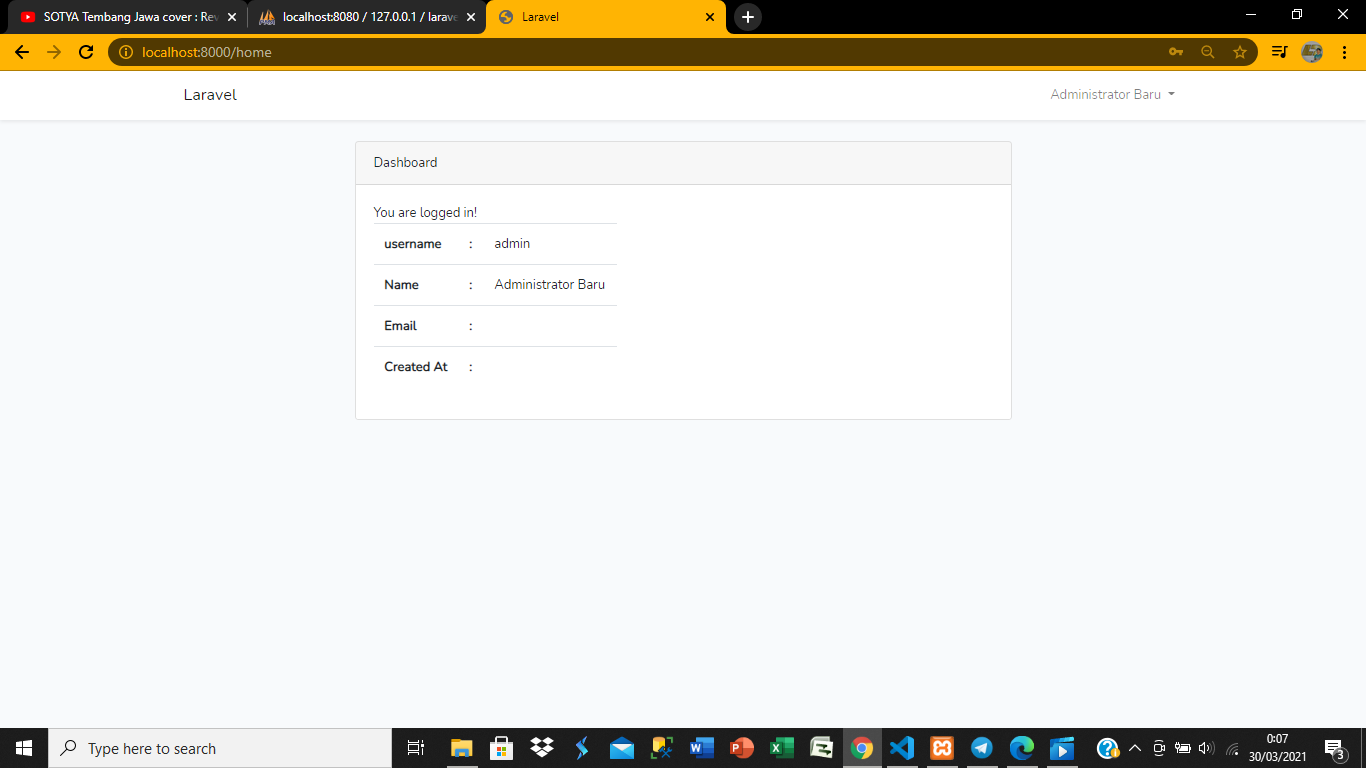 SOTYA Tembang Jawa cover : Rev
localhost:8080 / 127.0.0.1 / larave
Laravel
localhost:8000/home
Laravel
Administrator Baru
Dashboard
You are logged in!
username : admin
Name : Administrator Baru
Email :
Created At :
Type here to search
0:07
30/03/2021
3